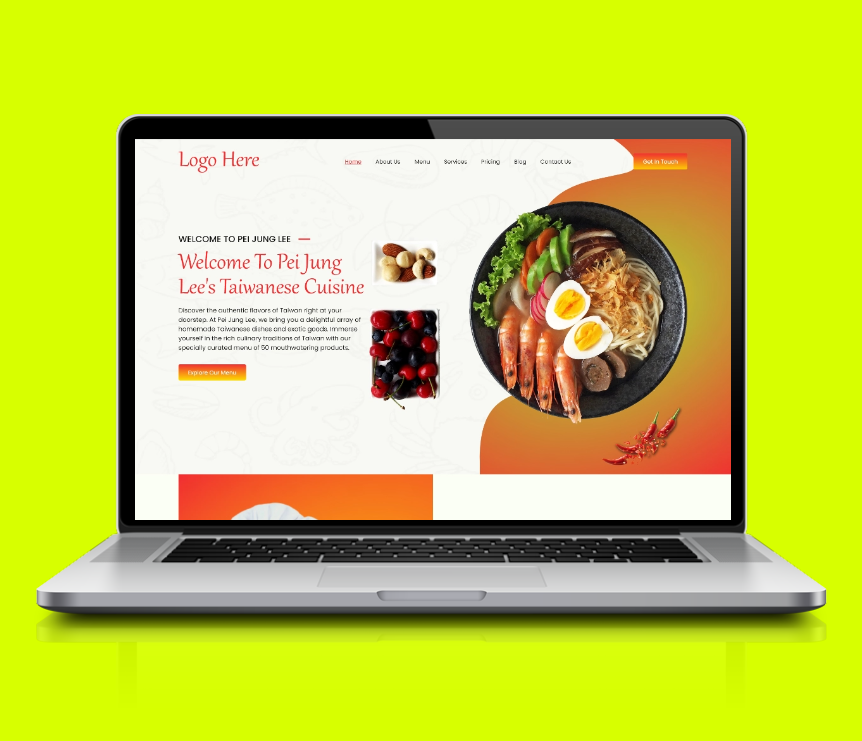 Logo Here
Home About Us Menu Services Pricing Blog Contact Us Get In Touch
WELCOME TO PEI JUNG LEE
Welcome To Pei Jung
Lee's Taiwanese Cuisine
Discover the authentic flavors of Taiwan right at your
doorstep. At Pei Jung Lee, we bring you a delightful array of
homemade Taiwanese dishes and exotic goods. Immerse
yourself in the rich culinary traditions of Taiwan with our
specially curated menu of 50 mouthwatering products.
Explore Our Menu